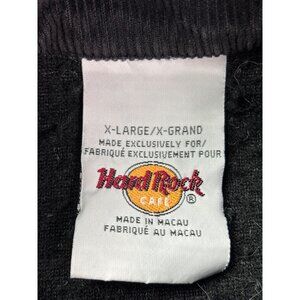 X-LARGE/X-GRAND
MADE EXCLUSIVELY FOR/
FABRIQUÉ EXCLUSIVEMENT POUR
Hard Rock
CAFE
®
MADE IN MACAU
FABRIQUÉ AU MACAU